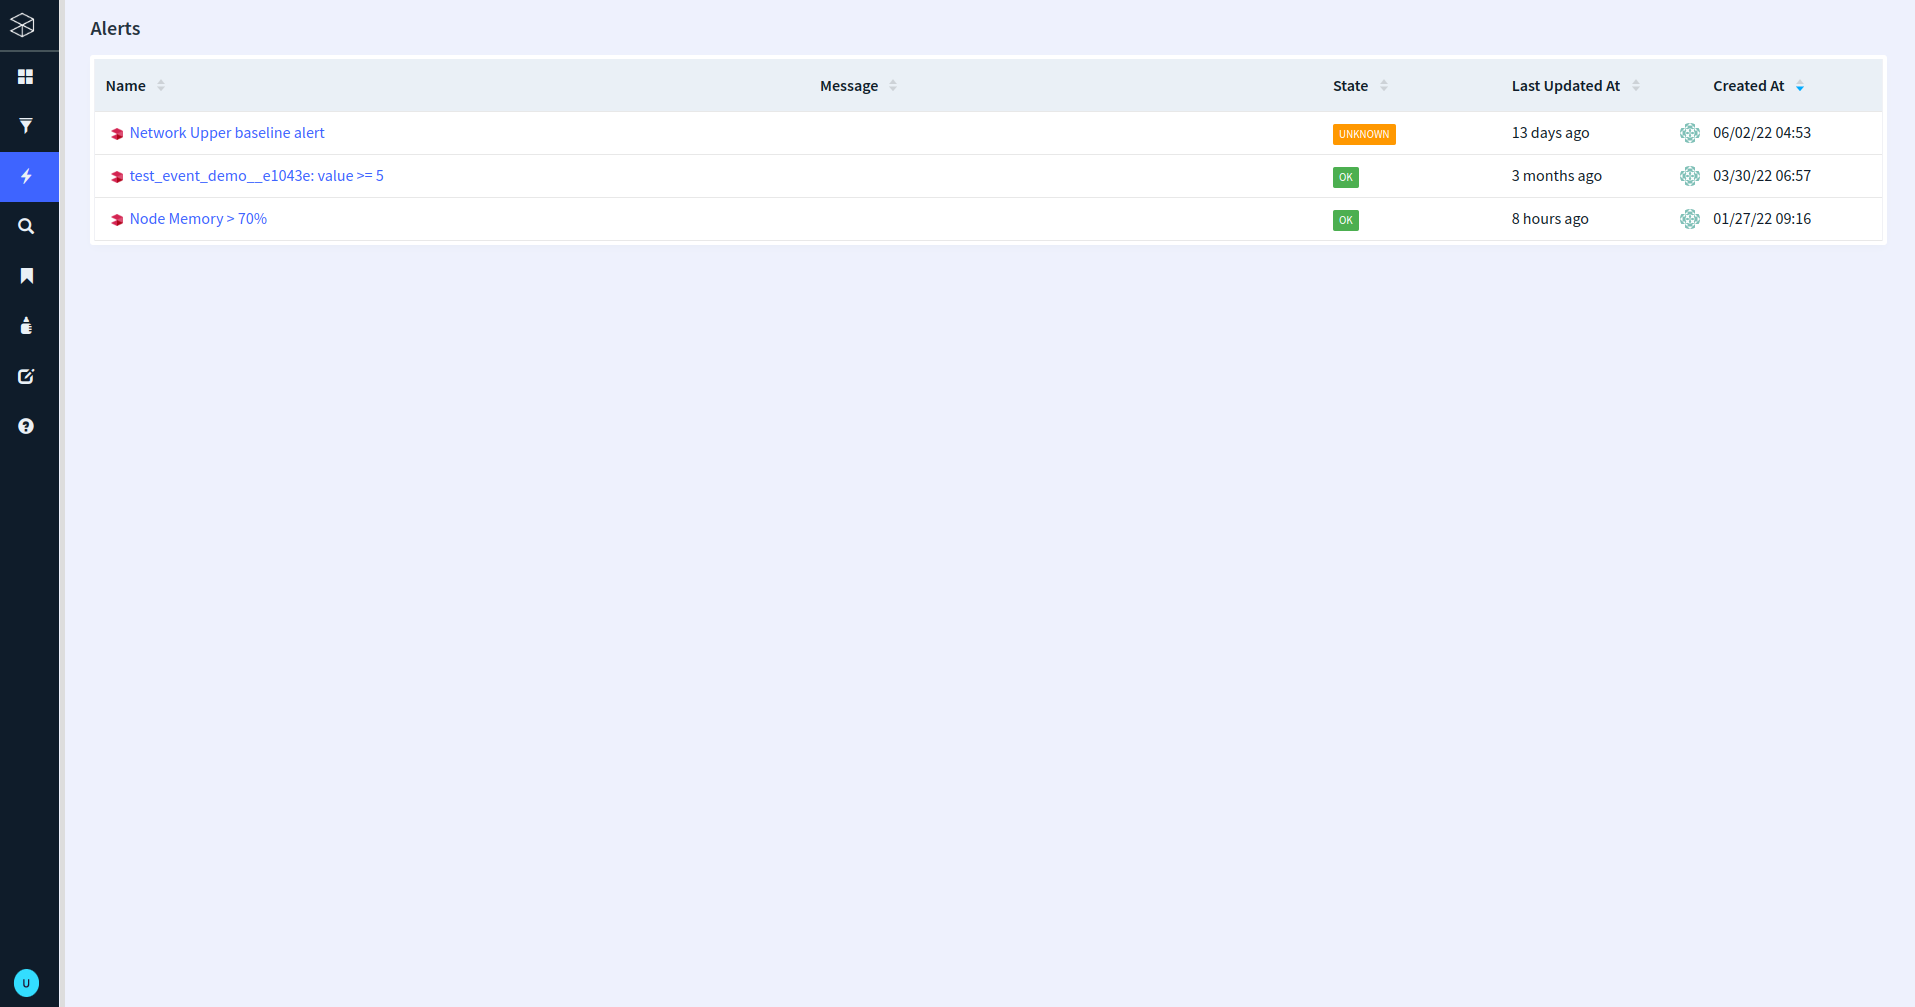 Alerts
Name Message State Last Updated At Created At
Network Upper baseline alert UNKNOWN 13 days ago 06/02/22 04:53
test_event_demo__e1043e: value >= 5 OK 3 months ago 03/30/22 06:57
Node Memory > 70% OK 8 hours ago 01/27/22 09:16
U